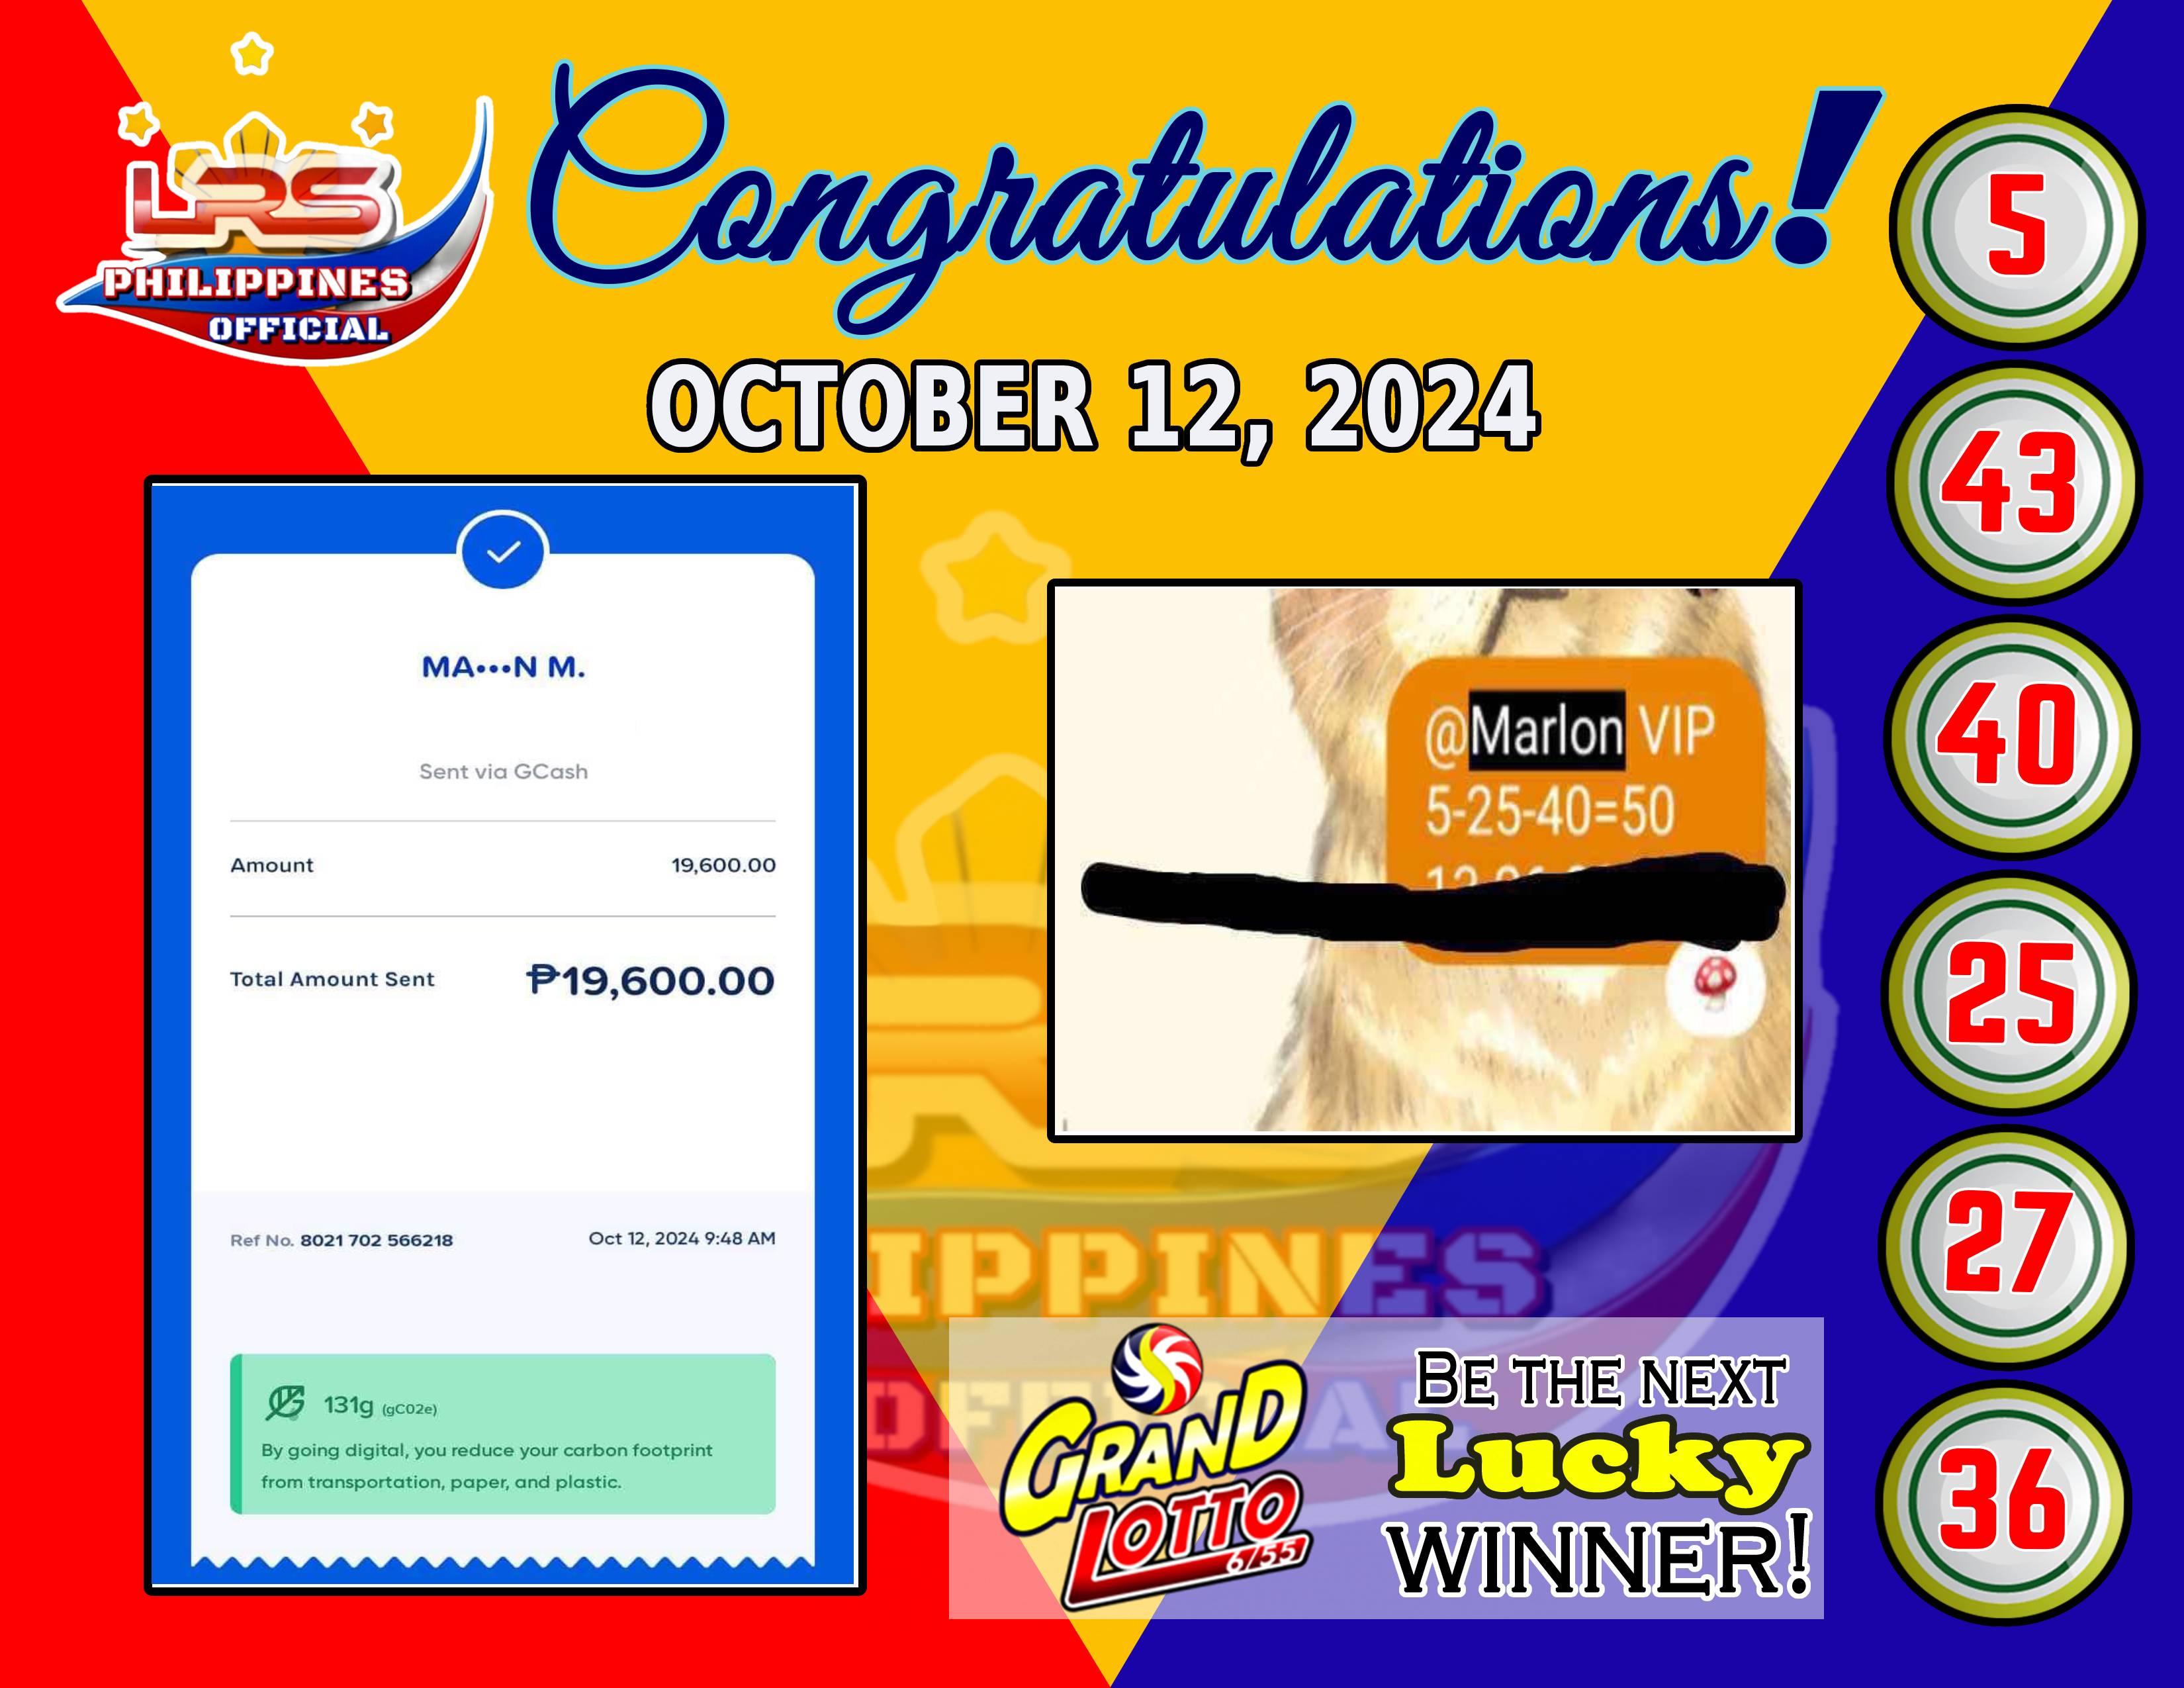 LRS
PHILIPPINES
OFFICIAL
Congratulations!
OCTOBER 12, 2024
MA•••N M.
Sent via GCash
Amount 19,600.00
Total Amount Sent ₱19,600.00
Ref No. 8021 702 566218 Oct 12, 2024 9:48 AM
131g (gCO2e)
By going digital, you reduce your carbon footprint
from transportation, paper, and plastic.
@Marlon VIP
5-25-40=50
GRAND
LOTTO
6/55
BE THE NEXT
Lucky
WINNER!
5
43
40
25
27
36